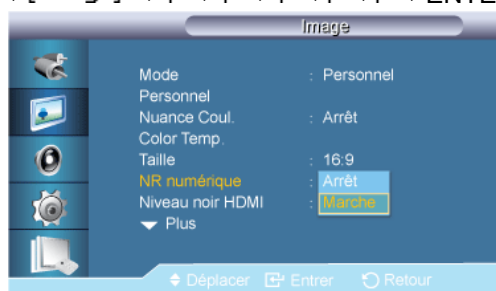 Image
Mode : Personnel
Personnel
Nuance Coul. : Arrêt
Color Temp.
Taille : 16:9
NR numérique : Arrêt
Niveau noir HDMI : Marche
Plus
Déplacer Entrer Retour